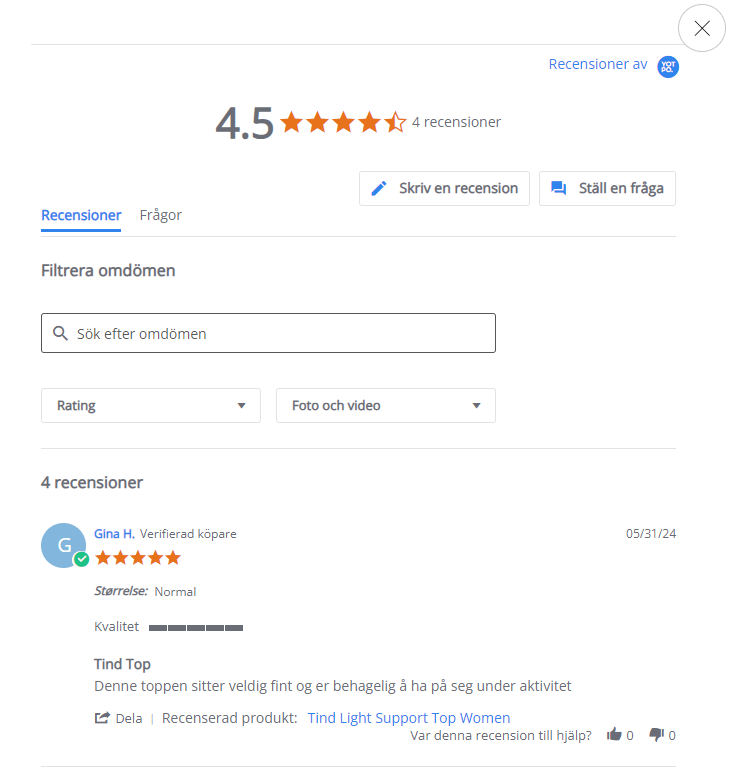 Recensioner av YOTPO.
4.5 4 recensioner
Skriv en recension Ställ en fråga
Recensioner Frågor
Filtrera omdömen
Sök efter omdömen
Rating Foto och video
4 recensioner
G Gina H. Verifierad köpare 05/31/24
Størrelse: Normal
Kvalitet
Tind Top
Denne toppen sitter veldig fint og er behagelig å ha på seg under aktivitet
Dela | Recenserad produkt: Tind Light Support Top Women
Var denna recension till hjälp? 0 0